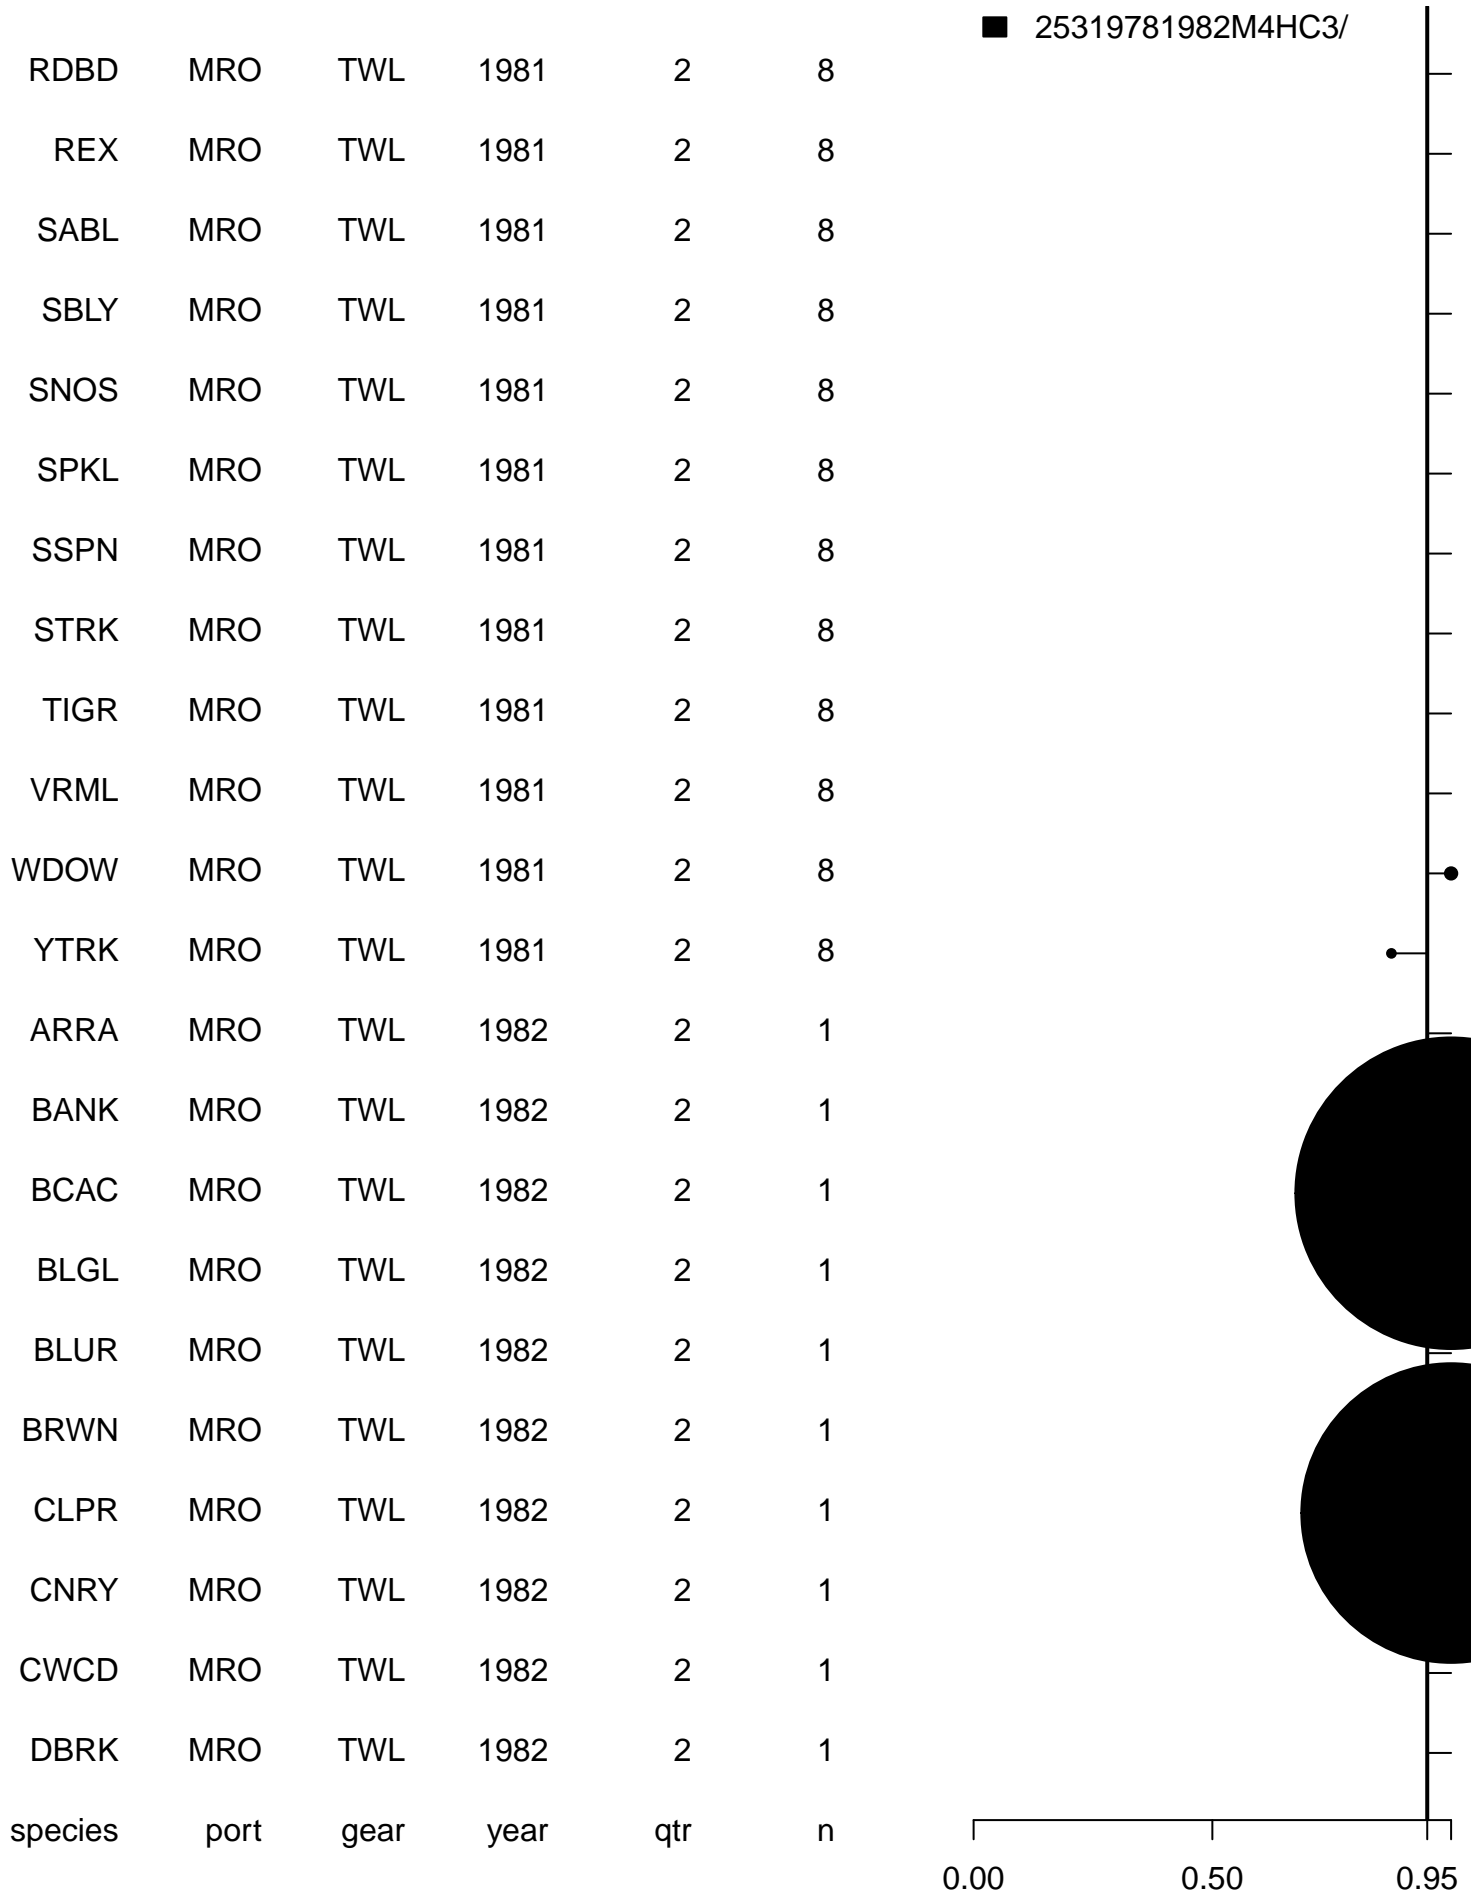 25319781982M4HC3/
RDBD MRO TWL 1981 2 8
REX MRO TWL 1981 2 8
SABL MRO TWL 1981 2 8
SBLY MRO TWL 1981 2 8
SNOS MRO TWL 1981 2 8
SPKL MRO TWL 1981 2 8
SSPN MRO TWL 1981 2 8
STRK MRO TWL 1981 2 8
TIGR MRO TWL 1981 2 8
VRML MRO TWL 1981 2 8
WDOW MRO TWL 1981 2 8
YTRK MRO TWL 1981 2 8
ARRA MRO TWL 1982 2 1
BANK MRO TWL 1982 2 1
BCAC MRO TWL 1982 2 1
BLGL MRO TWL 1982 2 1
BLUR MRO TWL 1982 2 1
BRWN MRO TWL 1982 2 1
CLPR MRO TWL 1982 2 1
CNRY MRO TWL 1982 2 1
CWCD MRO TWL 1982 2 1
DBRK MRO TWL 1982 2 1
species port gear year qtr n
0.00 0.50 0.95